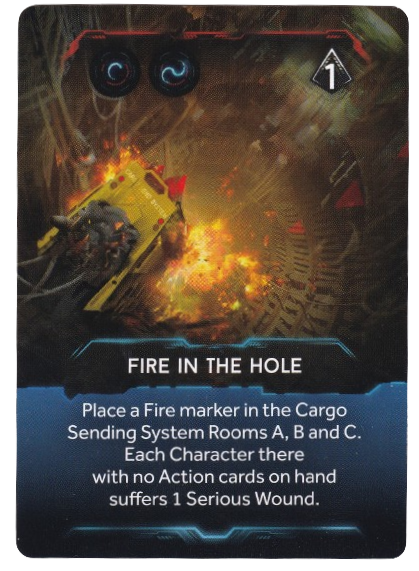 1
FIRE IN THE HOLE
Place a Fire marker in the Cargo
Sending System Rooms A, B and C.
Each Character there
with no Action cards on hand
suffers 1 Serious Wound.